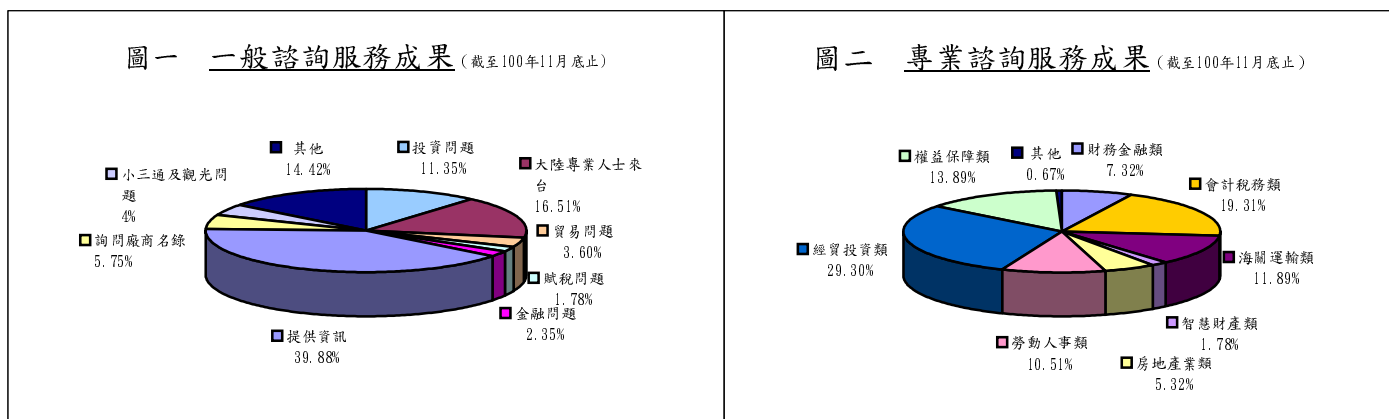 圖一 一般諮詢服務成果(截至100年11月底止)
其他
14.42%
投資問題
11.35%
大陸專業人士來
台
16.51%
貿易問題
3.60%
賦稅問題
1.78%
金融問題
2.35%
提供資訊
39.88%
詢問廠商名錄
5.75%
小三通及觀光問
題
4%
圖二 專業諮詢服務成果(截至100年11月底止)
其他
0.67%
財務金融類
7.32%
會計稅務類
19.31%
海關運輸類
11.89%
智慧財產類
1.78%
房地產業類
5.32%
勞動人事類
10.51%
經貿投資類
29.30%
權益保障類
13.89%